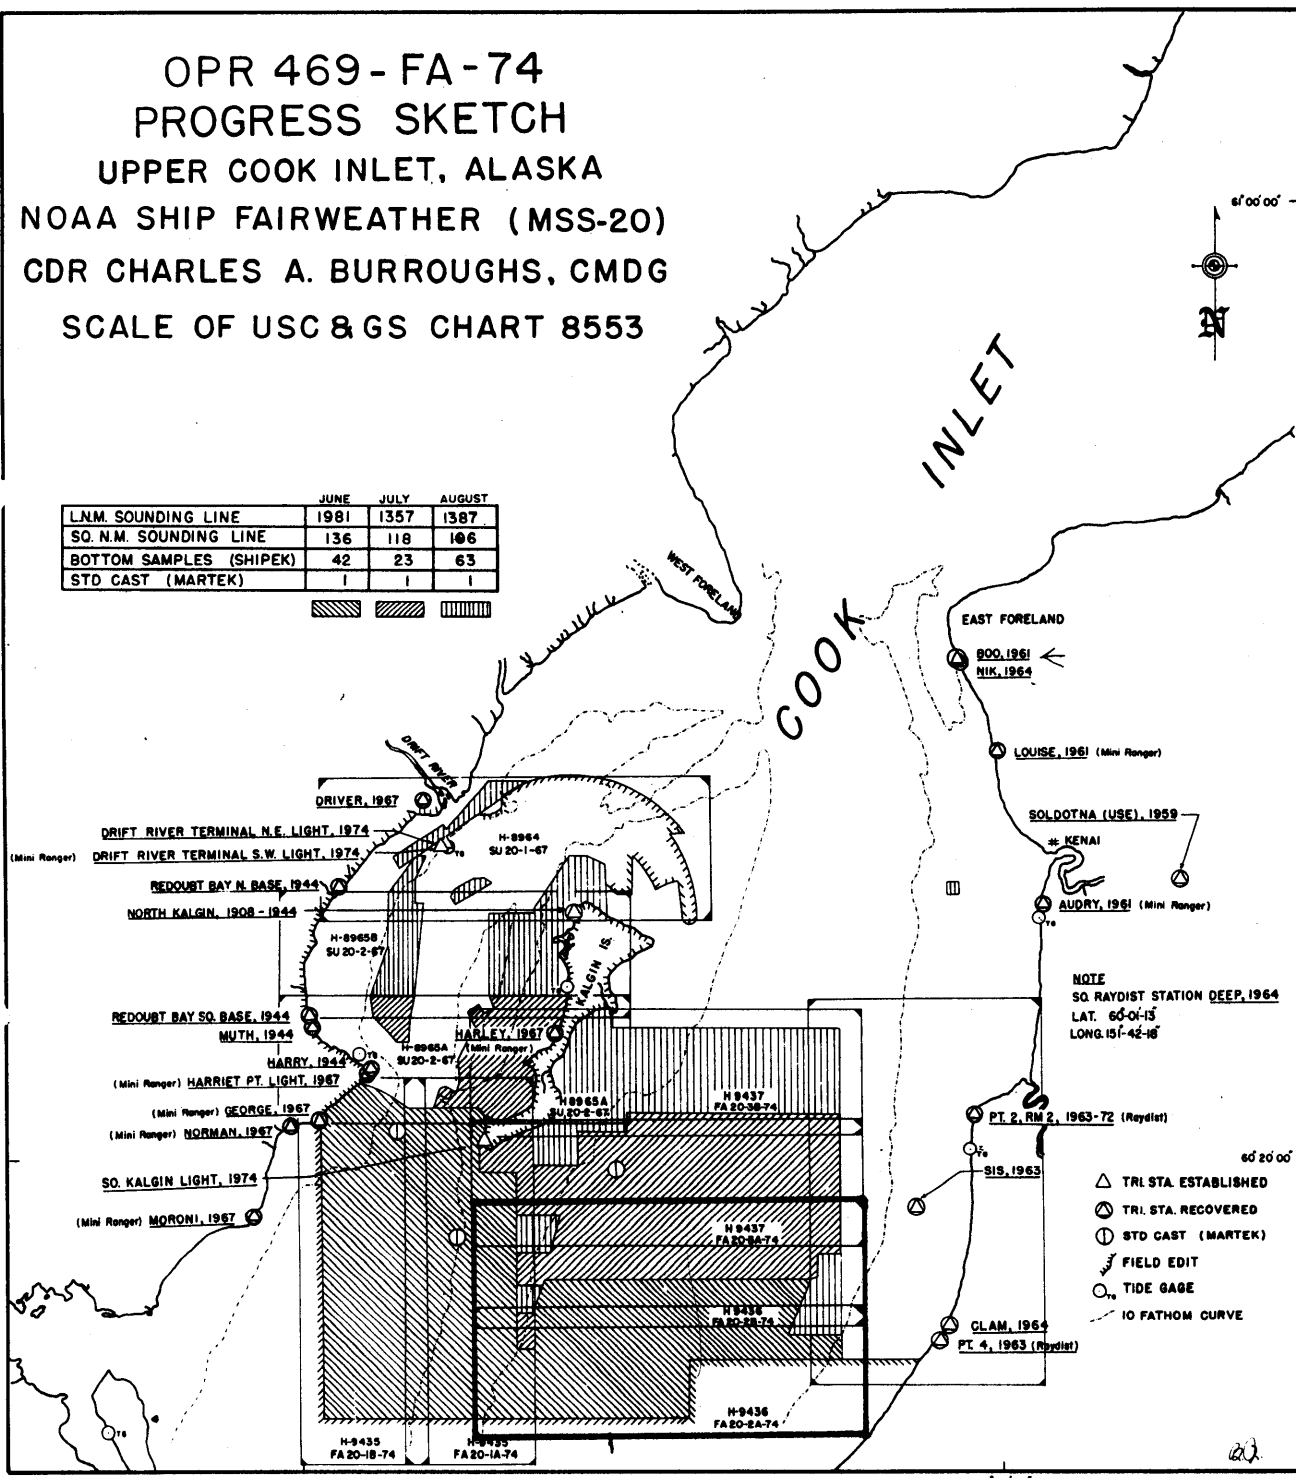 OPR 469-FA-74
PROGRESS SKETCH
UPPER COOK INLET, ALASKA
NOAA SHIP FAIRWEATHER (MSS-20)
CDR CHARLES A. BURROUGHS, CMDG
SCALE OF USC & GS CHART 8553
61°00'00"
N
INLET
COOK
JUNE JULY AUGUST
L.N.M. SOUNDING LINE 1981 1357 1387
SQ. N.M. SOUNDING LINE 136 118 106
BOTTOM SAMPLES (SHIPEK) 42 23 63
STD CAST (MARTEK) 1 1 1
WEST FORELAND
EAST FORELAND
BOO, 1961
NIK, 1964
LOUISE, 1961 (Mini Ranger)
SOLDOTNA (USE), 1959
KENAI
AUDRY, 1961 (Mini Ranger)
TG
DRIFT RIVER
DRIVER, 1967
DRIFT RIVER TERMINAL N.E. LIGHT, 1974
(Mini Ranger) DRIFT RIVER TERMINAL S.W. LIGHT, 1974
TG
H-8964
SU 20-1-67
REDOUBT BAY N. BASE, 1944
NORTH KALGIN, 1908-1944
H-8965B
SU 20-2-67
KALGIN IS.
NOTE
SO. RAYDIST STATION DEEP, 1964
LAT. 60°-01'-13"
LONG. 151°-42'-18"
REDOUBT BAY SO. BASE, 1944
MUTH, 1944
HARLEY, 1967
(Mini Ranger)
TG
H-8965A
SU 20-2-67
HARRY, 1944
(Mini Ranger) HARRIET PT. LIGHT, 1967
H8965A
SU 20-2-67
H 9437
FA 20-3B-74
(Mini Ranger) GEORGE, 1967
(Mini Ranger) NORMAN, 1967
PT. 2, RM 2, 1963-72 (Raydist)
TG
SIS, 1963
60°20'00"
SO. KALGIN LIGHT, 1974
(Mini Ranger) MORONI, 1967
TRI. STA. ESTABLISHED
TRI. STA. RECOVERED
STD CAST (MARTEK)
FIELD EDIT
TG TIDE GAGE
10 FATHOM CURVE
H 9437
FA 20-3A-74
H 9436
FA 20-2B-74
CLAM, 1964
PT. 4, 1963 (Raydist)
H-9436
FA 20-2A-74
TG
H-9435
FA 20-1B-74
H-9435
FA 20-1A-74